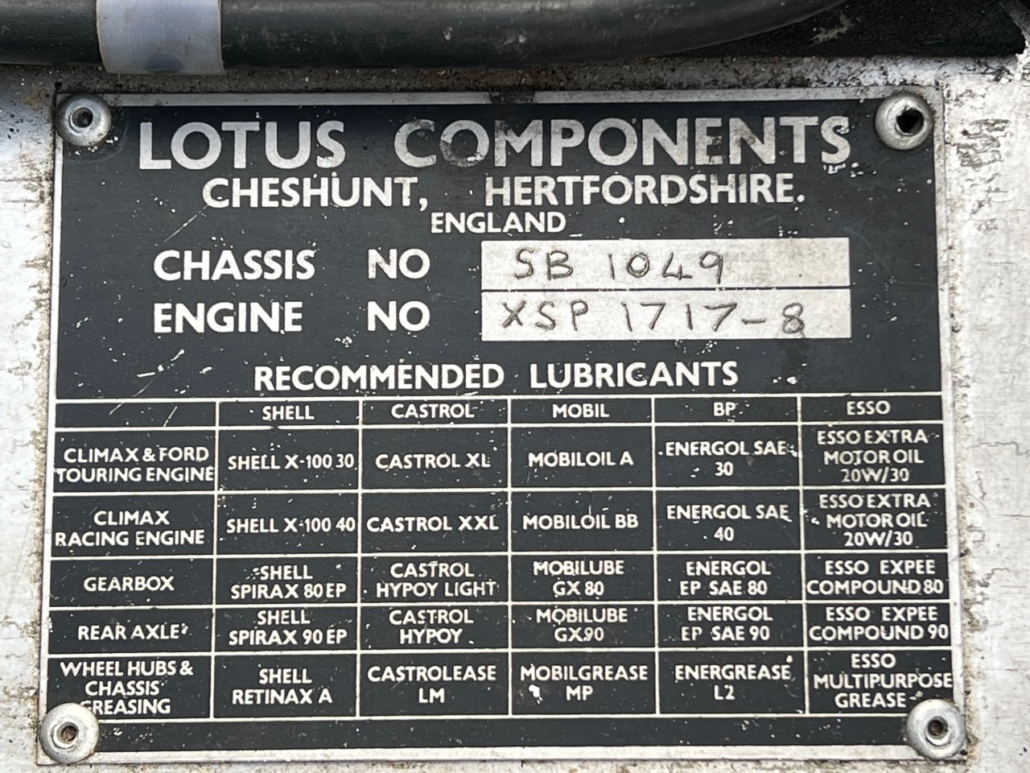 LOTUS COMPONENTS
CHESHUNT, HERTFORDSHIRE.
ENGLAND
CHASSIS NO SB 1049
ENGINE NO XSP 1717-8
RECOMMENDED LUBRICANTS
SHELL CASTROL MOBIL BP ESSO
CLIMAX & FORD TOURING ENGINE SHELL X-100 30 CASTROL XL MOBILOIL A ENERGOL SAE 30 ESSO EXTRA MOTOR OIL 20W/30
CLIMAX RACING ENGINE SHELL X-100 40 CASTROL XXL MOBILOIL BB ENERGOL SAE 40 ESSO EXTRA MOTOR OIL 20W/30
GEARBOX SHELL SPIRAX 80 EP CASTROL HYPOY LIGHT MOBILUBE GX 80 ENERGOL EP SAE 80 ESSO EXPEE COMPOUND 80
REAR AXLE SHELL SPIRAX 90 EP CASTROL HYPOY MOBILUBE GX 90 ENERGOL EP SAE 90 ESSO EXPEE COMPOUND 90
WHEEL HUBS & CHASSIS GREASING SHELL RETINAX A CASTROLEASE LM MOBILGREASE MP ENERGREASE L2 ESSO MULTIPURPOSE GREASE